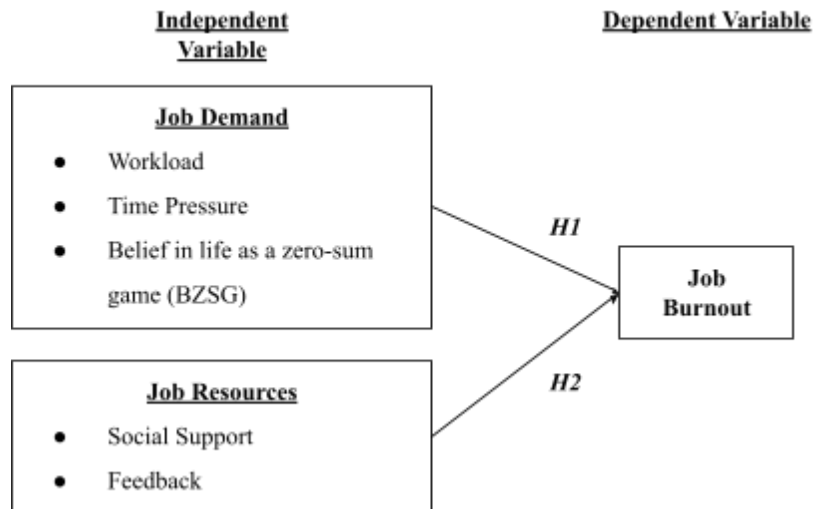 Independent
Variable
Dependent Variable
Job Demand
● Workload
● Time Pressure
● Belief in life as a zero-sum
game (BZSG)
H1
Job
Burnout
H2
Job Resources
● Social Support
● Feedback